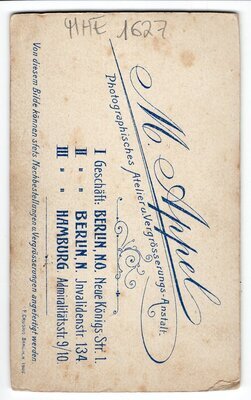 M. Appel
Photographisches Atelier u. Vergrösserungs-Anstalt.
I Geschäft: BERLIN, NO. Neue Königs Str. 1.
II " " BERLIN N. Invalidenstr. 134
III " " HAMBURG Admiralitätsstr. 9/10
Von diesem Bilde können stets Nachbestellungen u. Vergrösserungen angefertigt werden.
1627